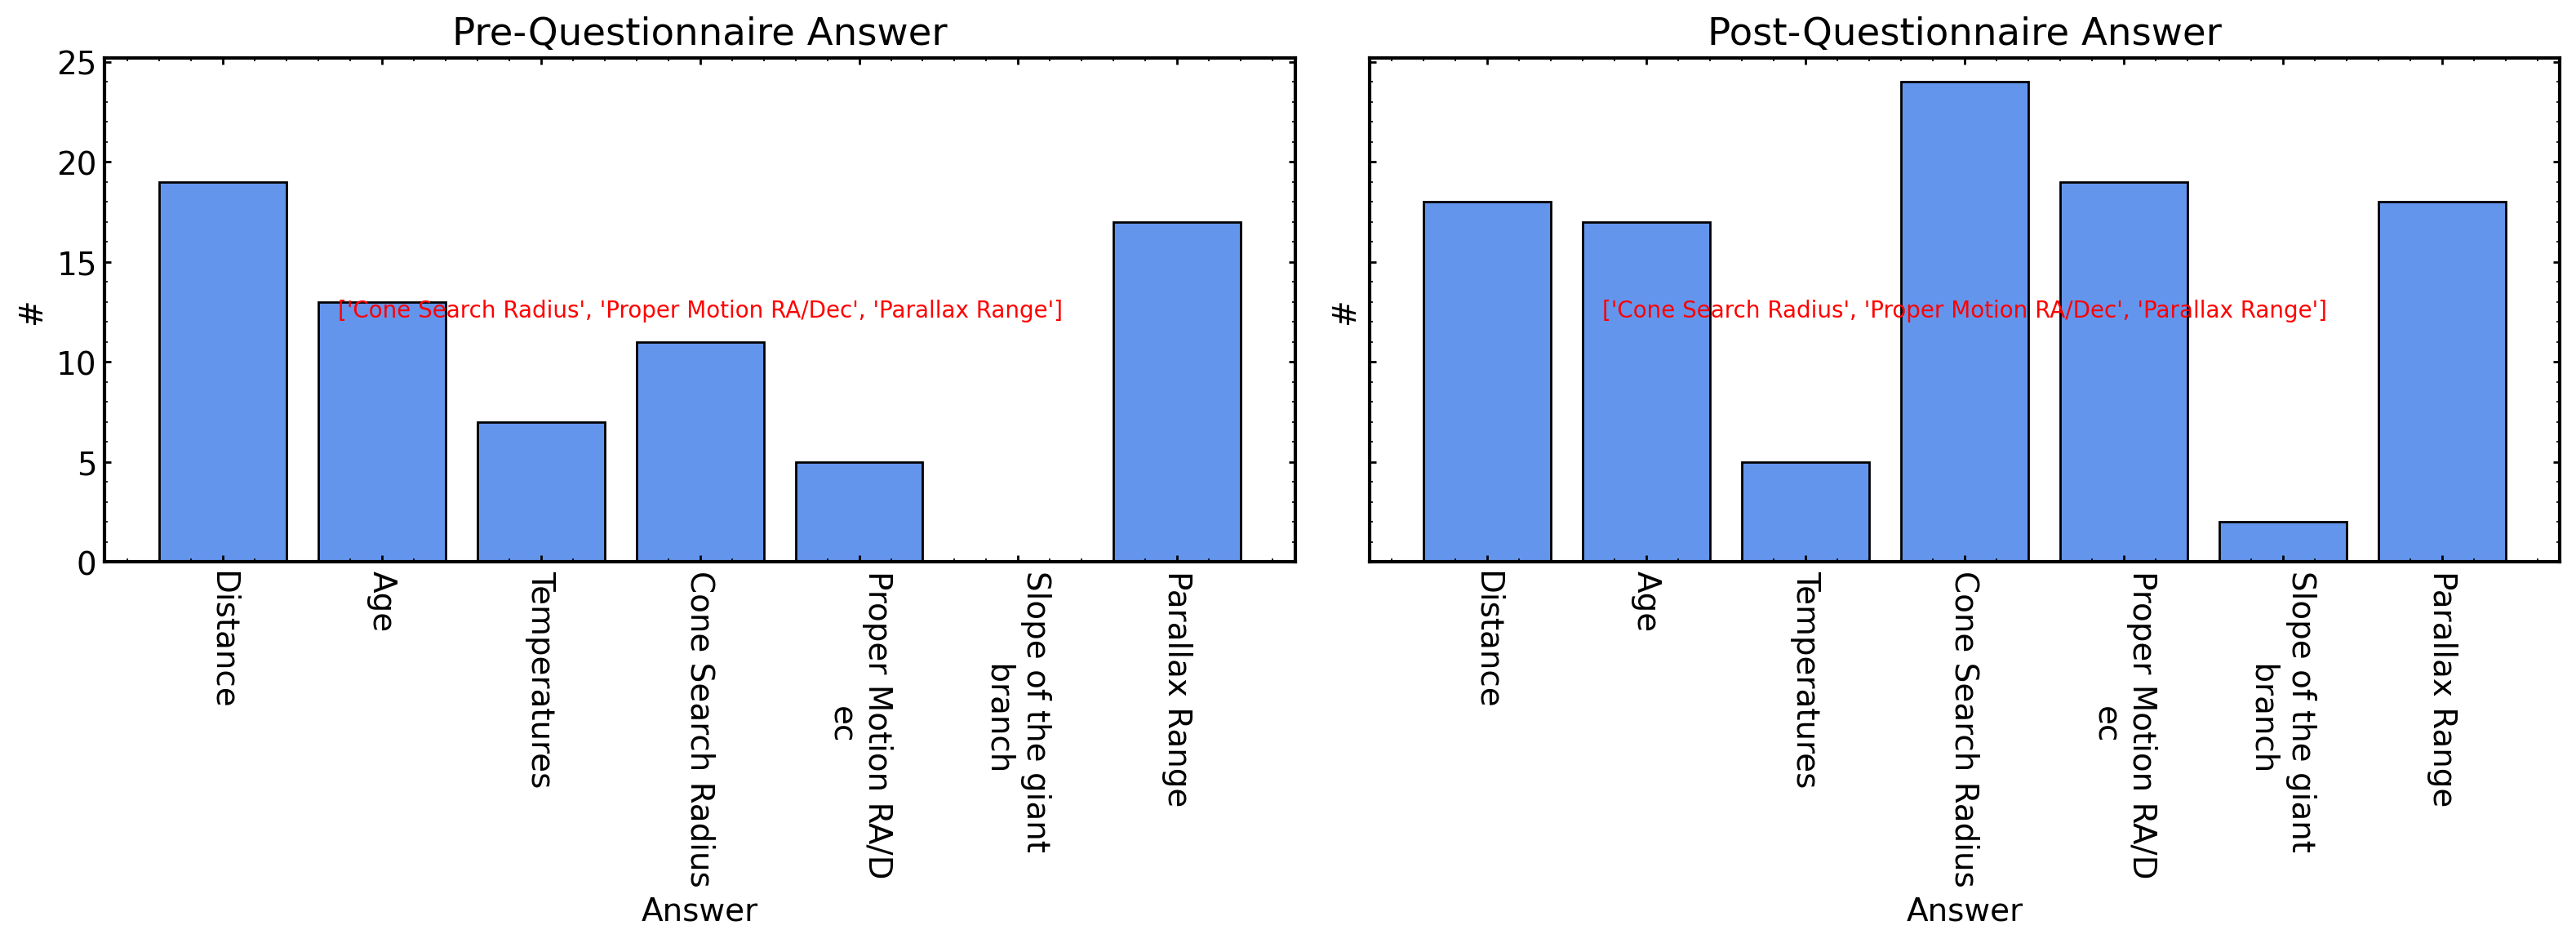 Pre-Questionnaire Answer
25
20
15
10
5
0
#
['Cone Search Radius', 'Proper Motion RA/Dec', 'Parallax Range']
Distance
Age
Temperatures
Cone Search Radius
Proper Motion RA/D
ec
Slope of the giant
branch
Parallax Range
Answer
Post-Questionnaire Answer
#
['Cone Search Radius', 'Proper Motion RA/Dec', 'Parallax Range']
Distance
Age
Temperatures
Cone Search Radius
Proper Motion RA/D
ec
Slope of the giant
branch
Parallax Range
Answer